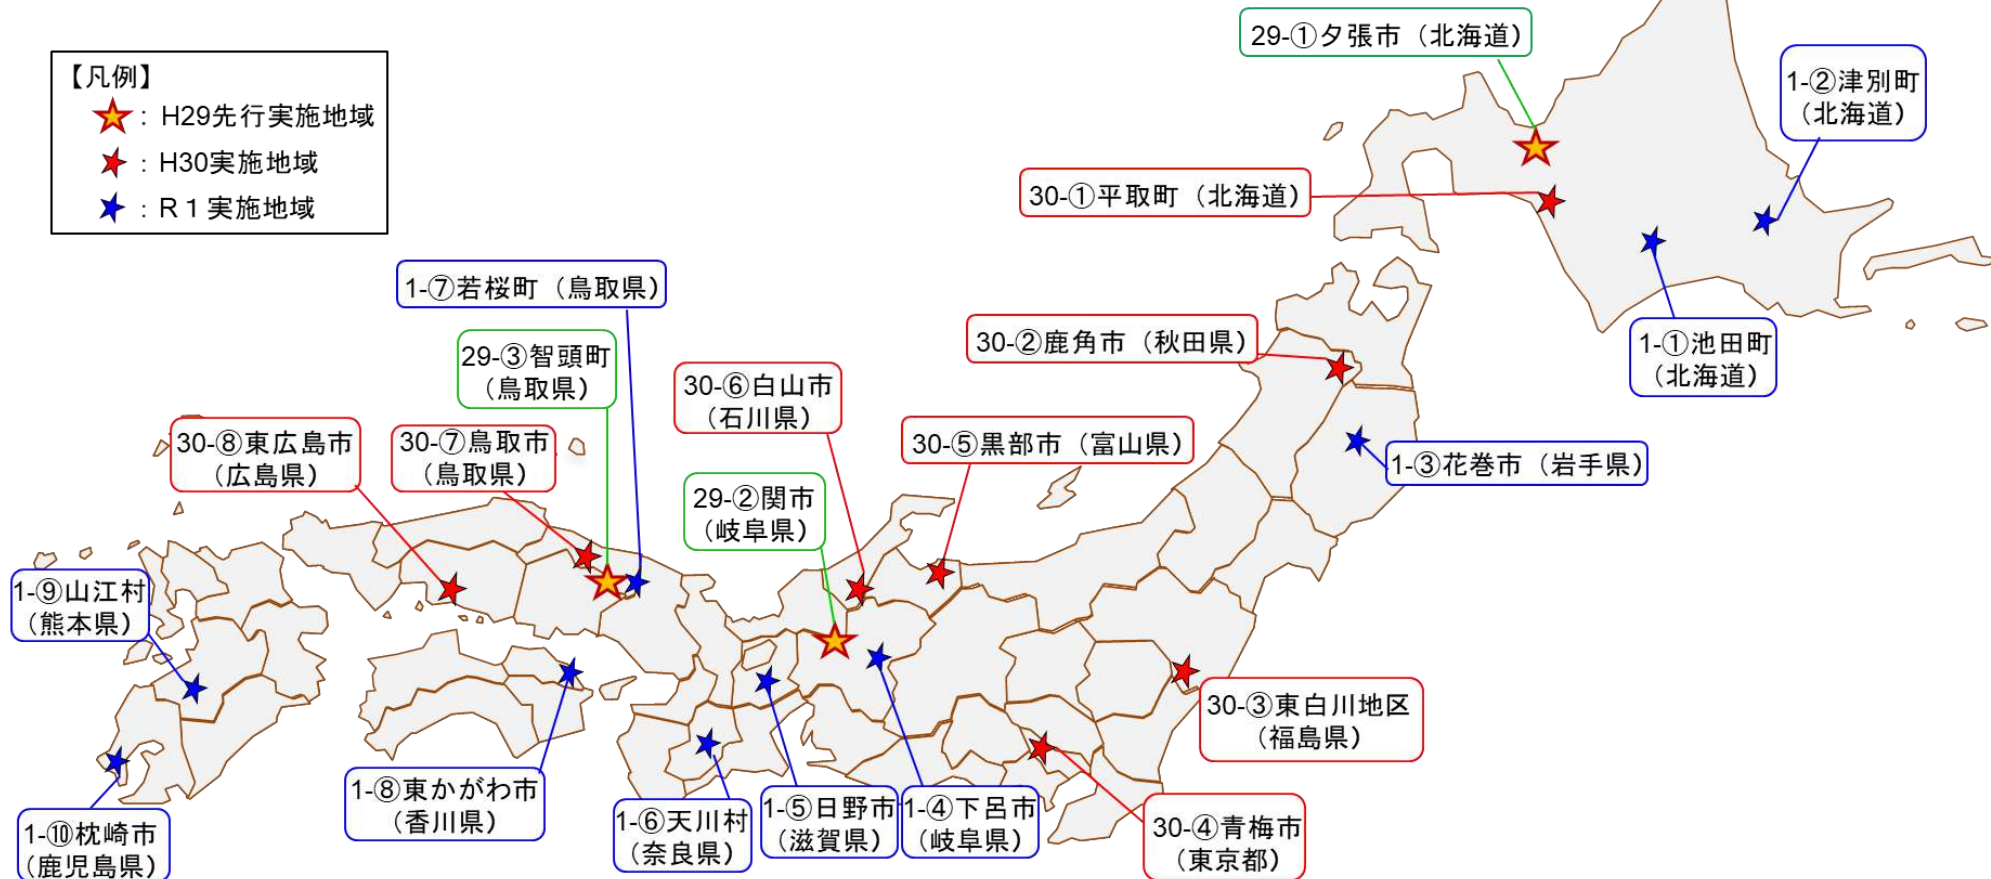 【凡例】
: H29先行実施地域
: H30実施地域
: R１実施地域
29-①夕張市（北海道）
1-②津別町
（北海道）
30-①平取町（北海道）
1-①池田町
（北海道）
1-⑦若桜町（鳥取県）
29-③智頭町
（鳥取県）
30-⑥白山市
（石川県）
30-②鹿角市（秋田県）
30-⑧東広島市
（広島県）
30-⑦鳥取市
（鳥取県）
30-⑤黒部市（富山県）
1-③花巻市（岩手県）
29-②関市
（岐阜県）
1-⑨山江村
（熊本県）
30-③東白川地区
（福島県）
1-⑧東かがわ市
（香川県）
1-⑩枕崎市
（鹿児島県）
1-⑥天川村
（奈良県）
1-⑤日野市
（滋賀県）
1-④下呂市
（岐阜県）
30-④青梅市
（東京都）